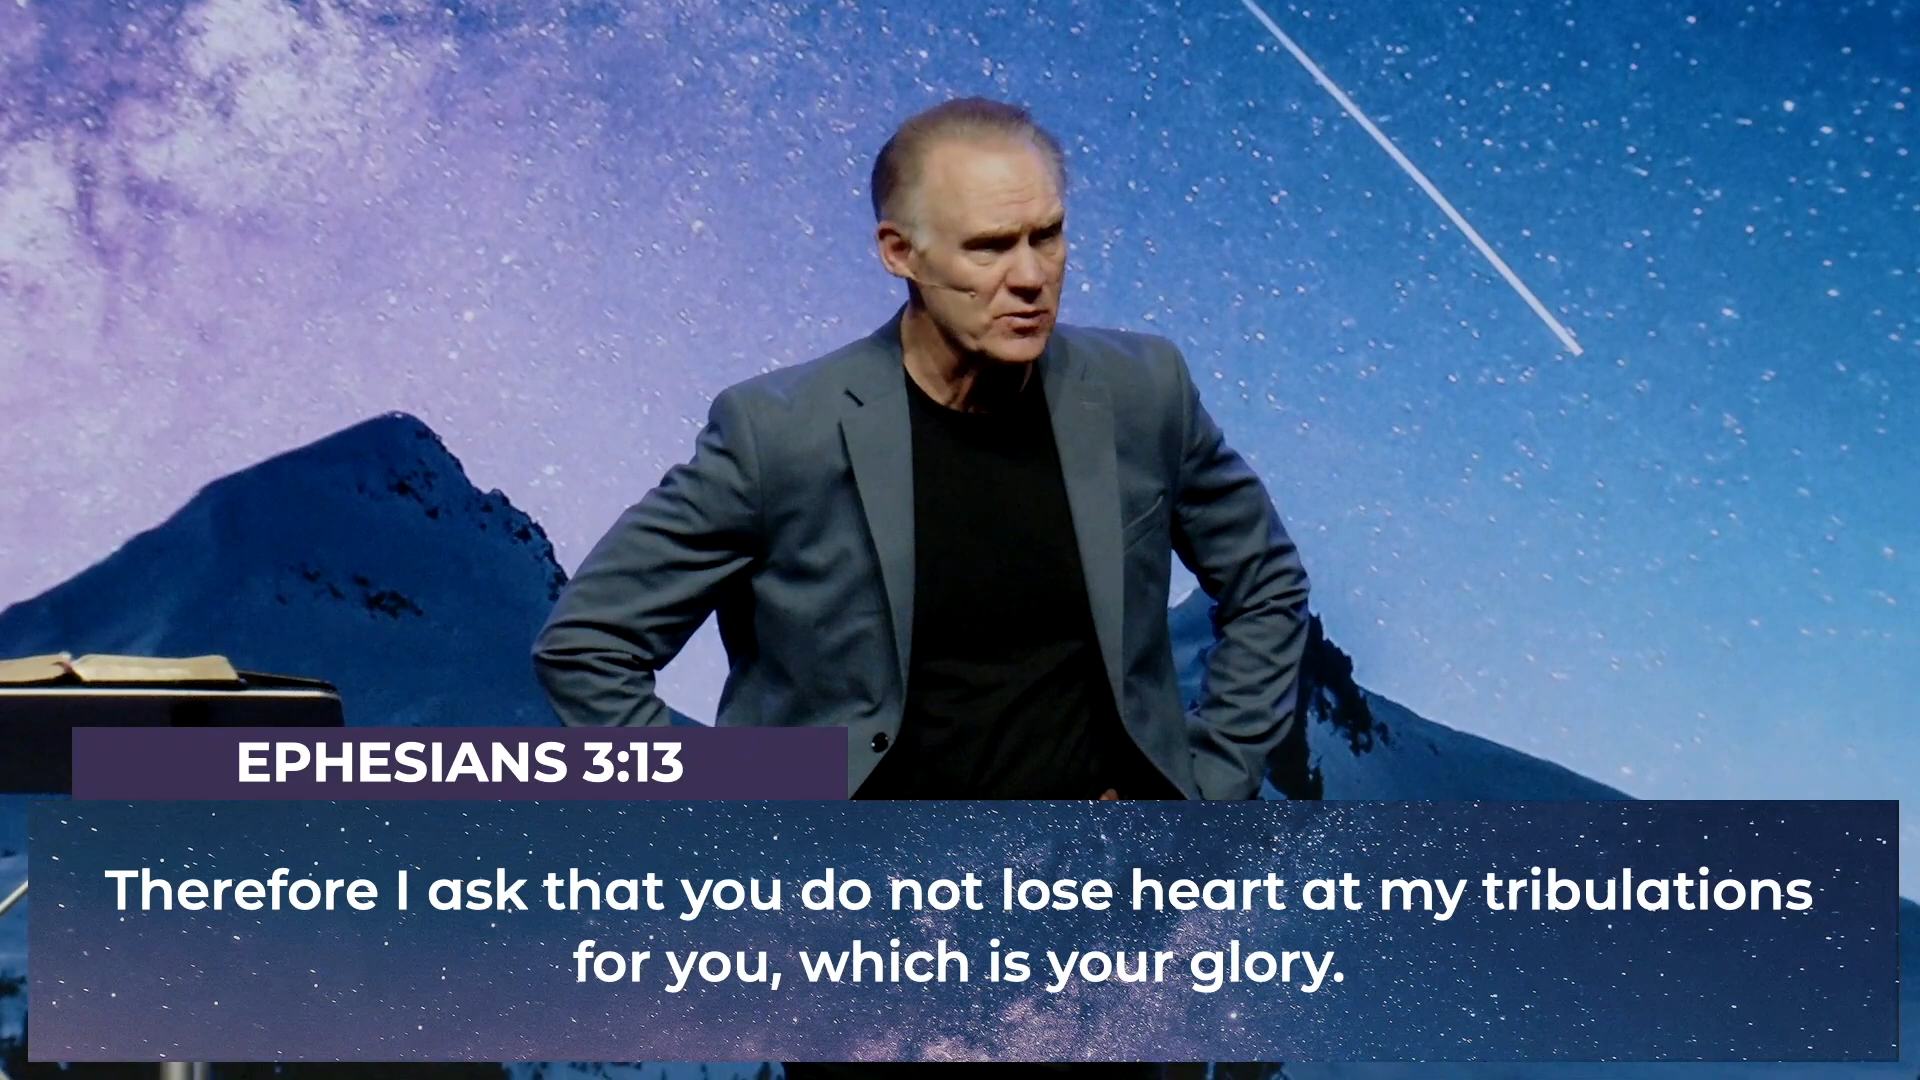 EPHESIANS 3:13
Therefore I ask that you do not lose heart at my tribulations
for you, which is your glory.